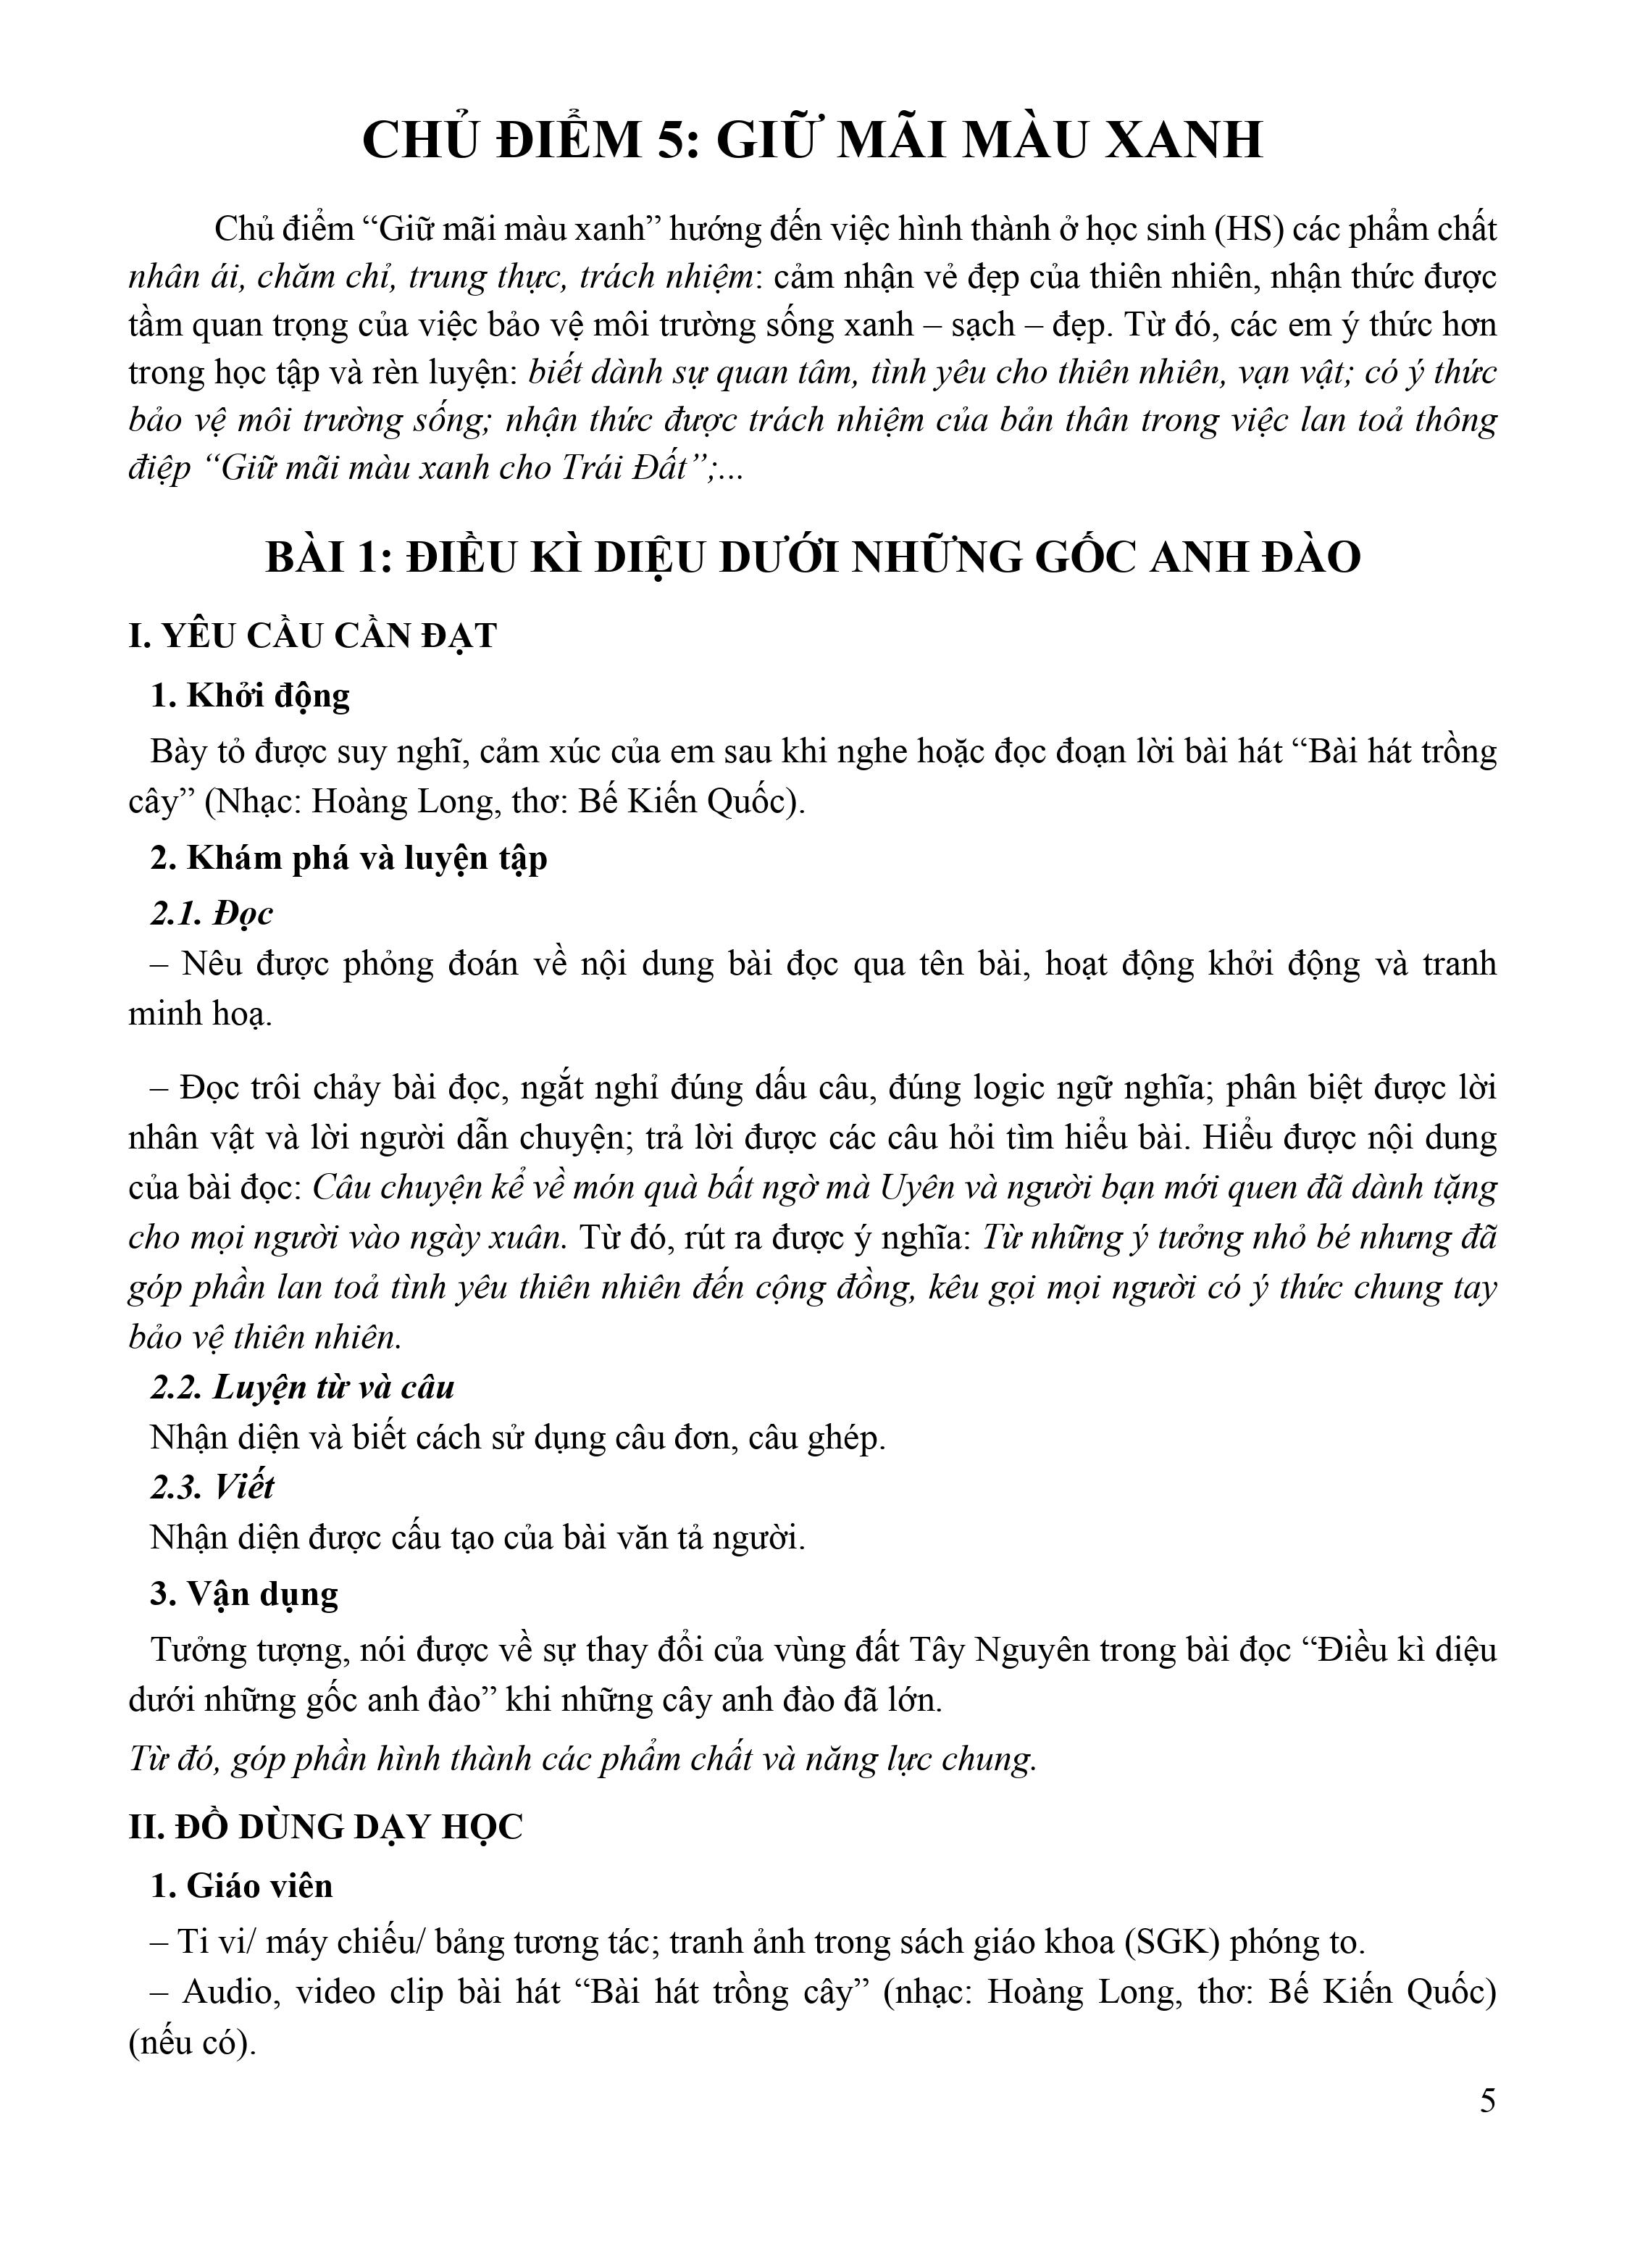 CHỦ ĐIỂM 5: GIỮ MÃI MÀU XANH
Chủ điểm “Giữ mãi màu xanh” hướng đến việc hình thành ở học sinh (HS) các phẩm chất
nhân ái, chăm chỉ, trung thực, trách nhiệm: cảm nhận vẻ đẹp của thiên nhiên, nhận thức được
tầm quan trọng của việc bảo vệ môi trường sống xanh – sạch – đẹp. Từ đó, các em ý thức hơn
trong học tập và rèn luyện: biết dành sự quan tâm, tình yêu cho thiên nhiên, vạn vật; có ý thức
bảo vệ môi trường sống; nhận thức được trách nhiệm của bản thân trong việc lan toả thông
điệp “Giữ mãi màu xanh cho Trái Đất”;...
BÀI 1: ĐIỀU KÌ DIỆU DƯỚI NHỮNG GỐC ANH ĐÀO
I. YÊU CẦU CẦN ĐẠT
1. Khởi động
Bày tỏ được suy nghĩ, cảm xúc của em sau khi nghe hoặc đọc đoạn lời bài hát “Bài hát trồng
cây” (Nhạc: Hoàng Long, thơ: Bế Kiến Quốc).
2. Khám phá và luyện tập
2.1. Đọc
– Nêu được phỏng đoán về nội dung bài đọc qua tên bài, hoạt động khởi động và tranh
minh hoạ.
– Đọc trôi chảy bài đọc, ngắt nghỉ đúng dấu câu, đúng logic ngữ nghĩa; phân biệt được lời
nhân vật và lời người dẫn chuyện; trả lời được các câu hỏi tìm hiểu bài. Hiểu được nội dung
của bài đọc: Câu chuyện kể về món quà bất ngờ mà Uyên và người bạn mới quen đã dành tặng
cho mọi người vào ngày xuân. Từ đó, rút ra được ý nghĩa: Từ những ý tưởng nhỏ bé nhưng đã
góp phần lan toả tình yêu thiên nhiên đến cộng đồng, kêu gọi mọi người có ý thức chung tay
bảo vệ thiên nhiên.
2.2. Luyện từ và câu
Nhận diện và biết cách sử dụng câu đơn, câu ghép.
2.3. Viết
Nhận diện được cấu tạo của bài văn tả người.
3. Vận dụng
Tưởng tượng, nói được về sự thay đổi của vùng đất Tây Nguyên trong bài đọc “Điều kì diệu
dưới những gốc anh đào” khi những cây anh đào đã lớn.
Từ đó, góp phần hình thành các phẩm chất và năng lực chung.
II. ĐỒ DÙNG DẠY HỌC
1. Giáo viên
– Ti vi/ máy chiếu/ bảng tương tác; tranh ảnh trong sách giáo khoa (SGK) phóng to.
– Audio, video clip bài hát “Bài hát trồng cây” (nhạc: Hoàng Long, thơ: Bế Kiến Quốc)
(nếu có).
5